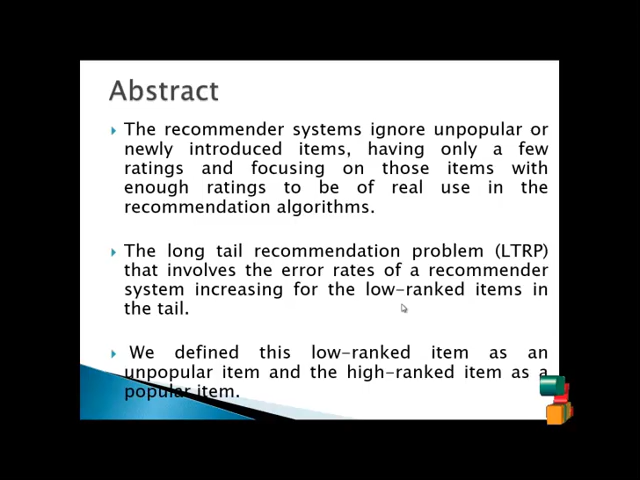 Abstract
The recommender systems ignore unpopular or
newly introduced items, having only a few
ratings and focusing on those items with
enough ratings to be of real use in the
recommendation algorithms.
The long tail recommendation problem (LTRP)
that involves the error rates of a recommender
system increasing for the low-ranked items in
the tail.
We defined this low-ranked item as an
unpopular item and the high-ranked item as a
popular item.